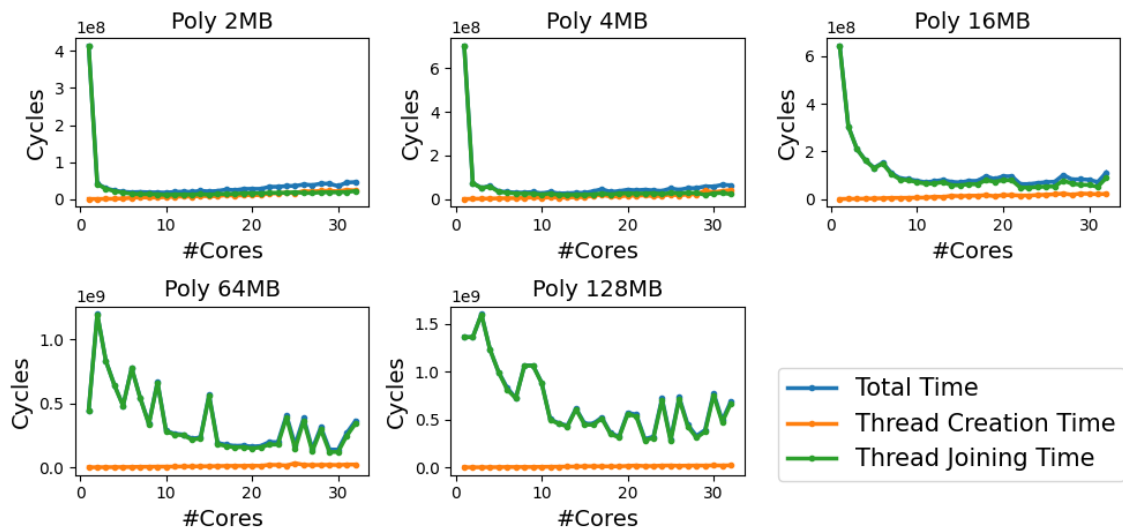 Poly 2MB
1e8
4
3
2
1
0
Cycles
0
10
20
30
#Cores
Poly 4MB
1e8
6
4
2
0
Cycles
0
10
20
30
#Cores
Poly 16MB
1e8
6
4
2
0
Cycles
0
10
20
30
#Cores
Poly 64MB
1e9
1.0
0.5
0.0
Cycles
0
10
20
30
#Cores
Poly 128MB
1e9
1.5
1.0
0.5
0.0
Cycles
0
10
20
30
#Cores
Total Time
Thread Creation Time
Thread Joining Time